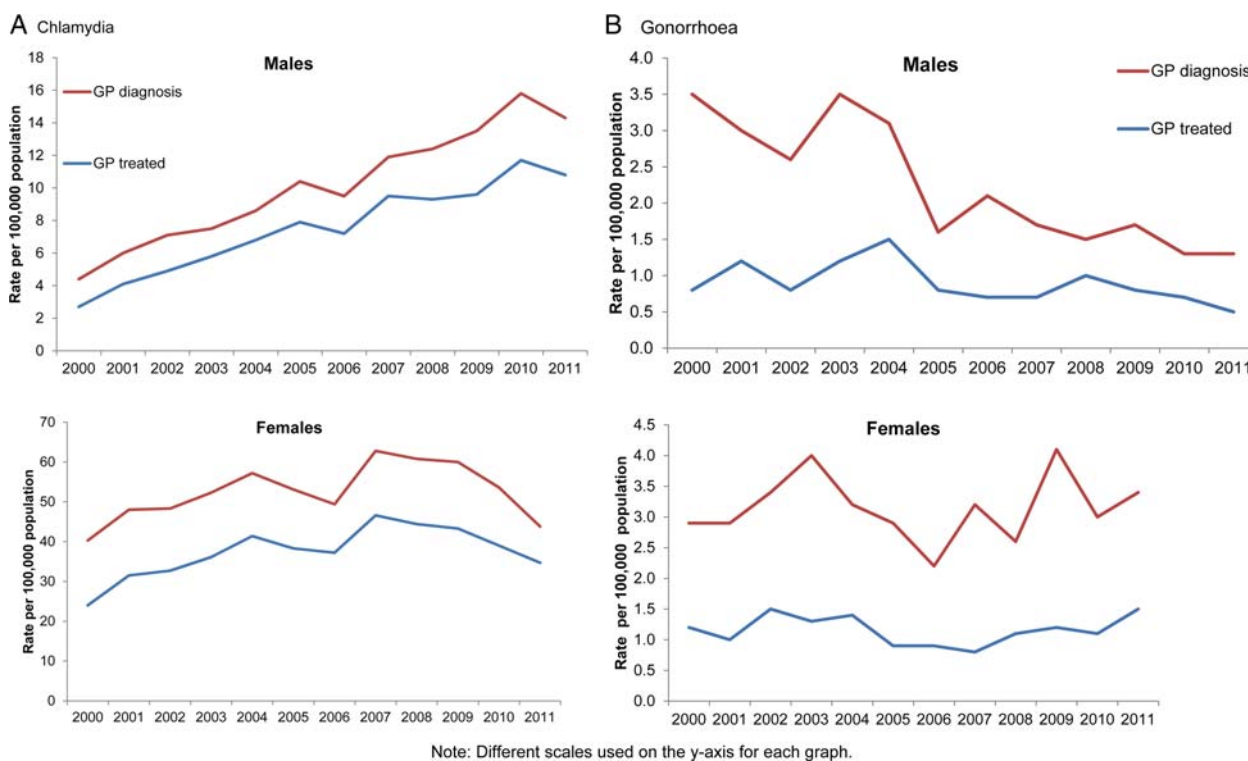 A Chlamydia
Males
18
16
14
12
10
8
6
4
2
0
Rate per 100,000 population
GP diagnosis
GP treated
2000 2001 2002 2003 2004 2005 2006 2007 2008 2009 2010 2011
B Gonorrhoea
Males
4.0
3.5
3.0
2.5
2.0
1.5
1.0
0.5
0.0
Rate per 100,000 population
GP diagnosis
GP treated
2000 2001 2002 2003 2004 2005 2006 2007 2008 2009 2010 2011
Females
70
60
50
40
30
20
10
0
Rate per 100,000 population
2000 2001 2002 2003 2004 2005 2006 2007 2008 2009 2010 2011
Females
4.5
4.0
3.5
3.0
2.5
2.0
1.5
1.0
0.5
0.0
Rate per 100,000 population
2000 2001 2002 2003 2004 2005 2006 2007 2008 2009 2010 2011
Note: Different scales used on the y-axis for each graph.